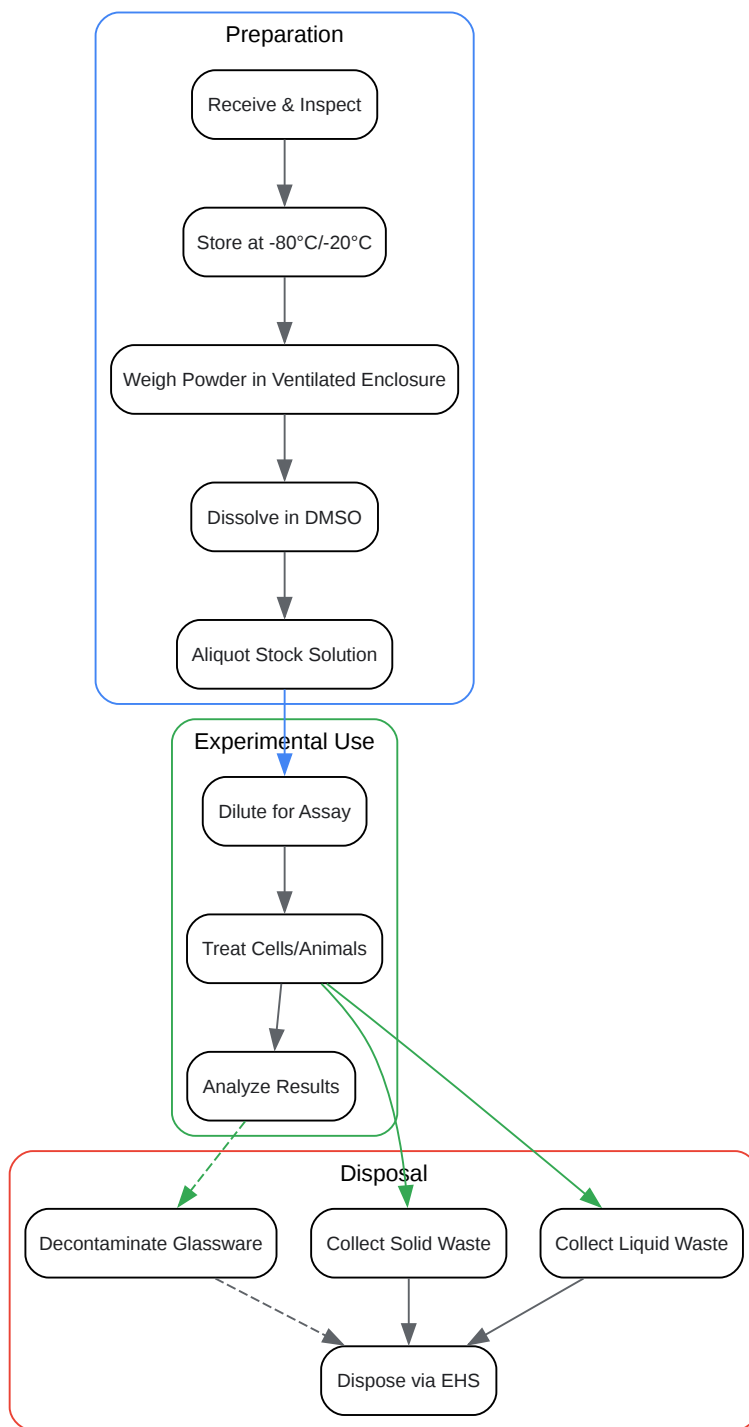 Preparation
Receive & Inspect
Store at -80°C/-20°C
Weigh Powder in Ventilated Enclosure
Dissolve in DMSO
Aliquot Stock Solution
Experimental Use
Dilute for Assay
Treat Cells/Animals
Analyze Results
Disposal
Decontaminate Glassware
Collect Solid Waste
Collect Liquid Waste
Dispose via EHS